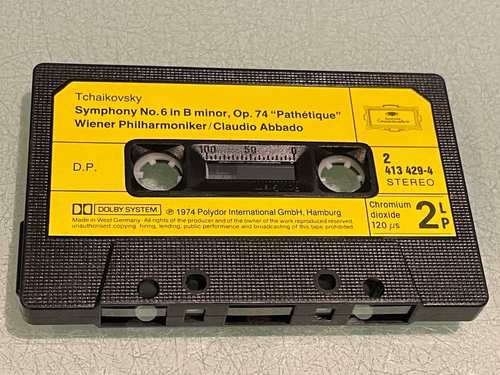 Tchaikovsky
Symphony No. 6 in B minor, Op. 74 "Pathétique"
Wiener Philharmoniker/Claudio Abbado
Deutsche
Grammophon
100 50 0
D.P.
2
413 429-4
STEREO
DOLBY SYSTEM
℗ 1974 Polydor International GmbH, Hamburg
Made in West Germany · All rights of the producer and of the owner of the work reproduced reserved,
unauthorised copying, hiring, lending, public performance and broadcasting of this tape prohibited
Chromium
dioxide
120 µs
2 L
P